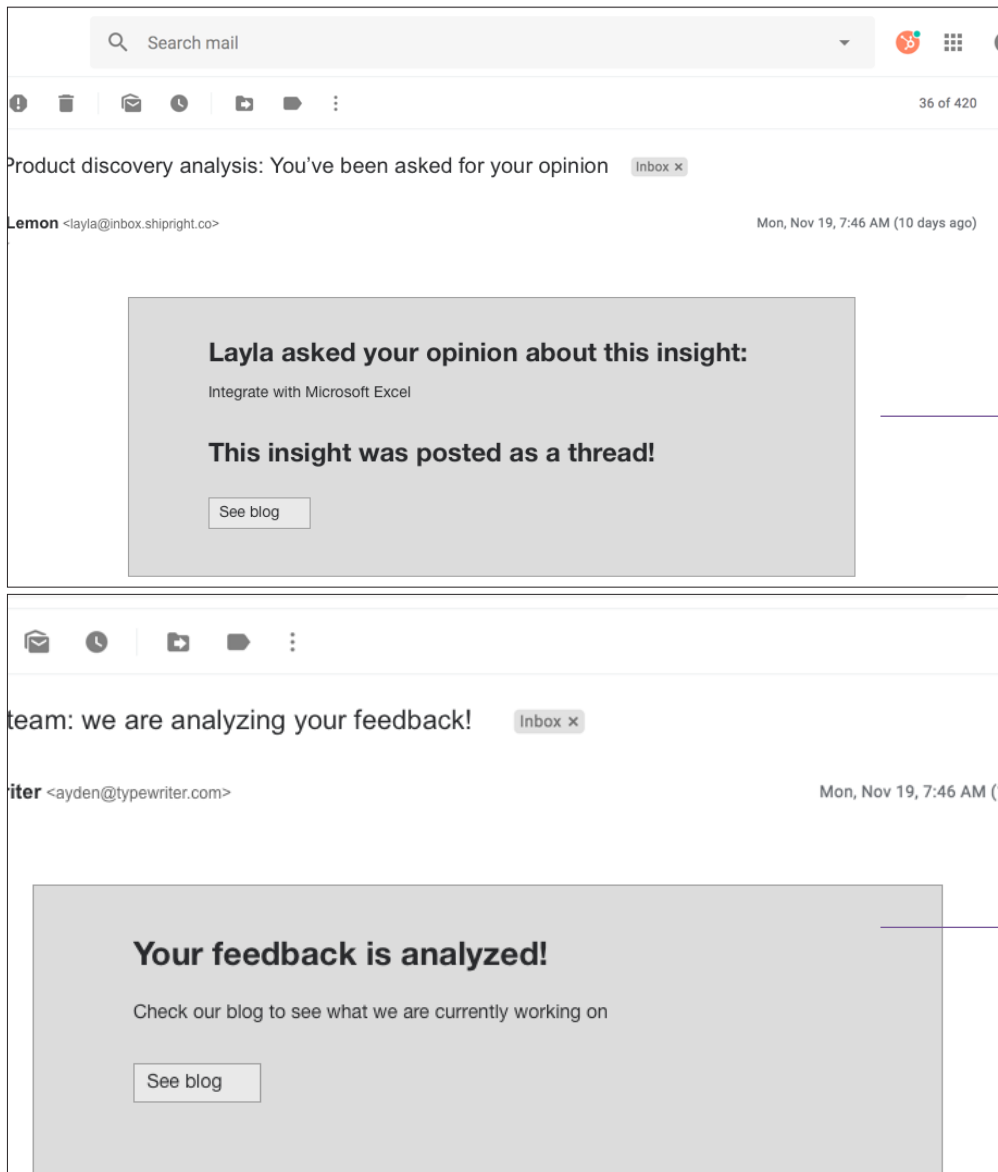 Search mail
36 of 420
Product discovery analysis: You've been asked for your opinion Inbox ×
Lemon <layla@inbox.shipright.co> Mon, Nov 19, 7:46 AM (10 days ago)
Layla asked your opinion about this insight:
Integrate with Microsoft Excel
This insight was posted as a thread!
See blog
team: we are analyzing your feedback! Inbox ×
riter <ayden@typewriter.com> Mon, Nov 19, 7:46 AM (
Your feedback is analyzed!
Check our blog to see what we are currently working on
See blog